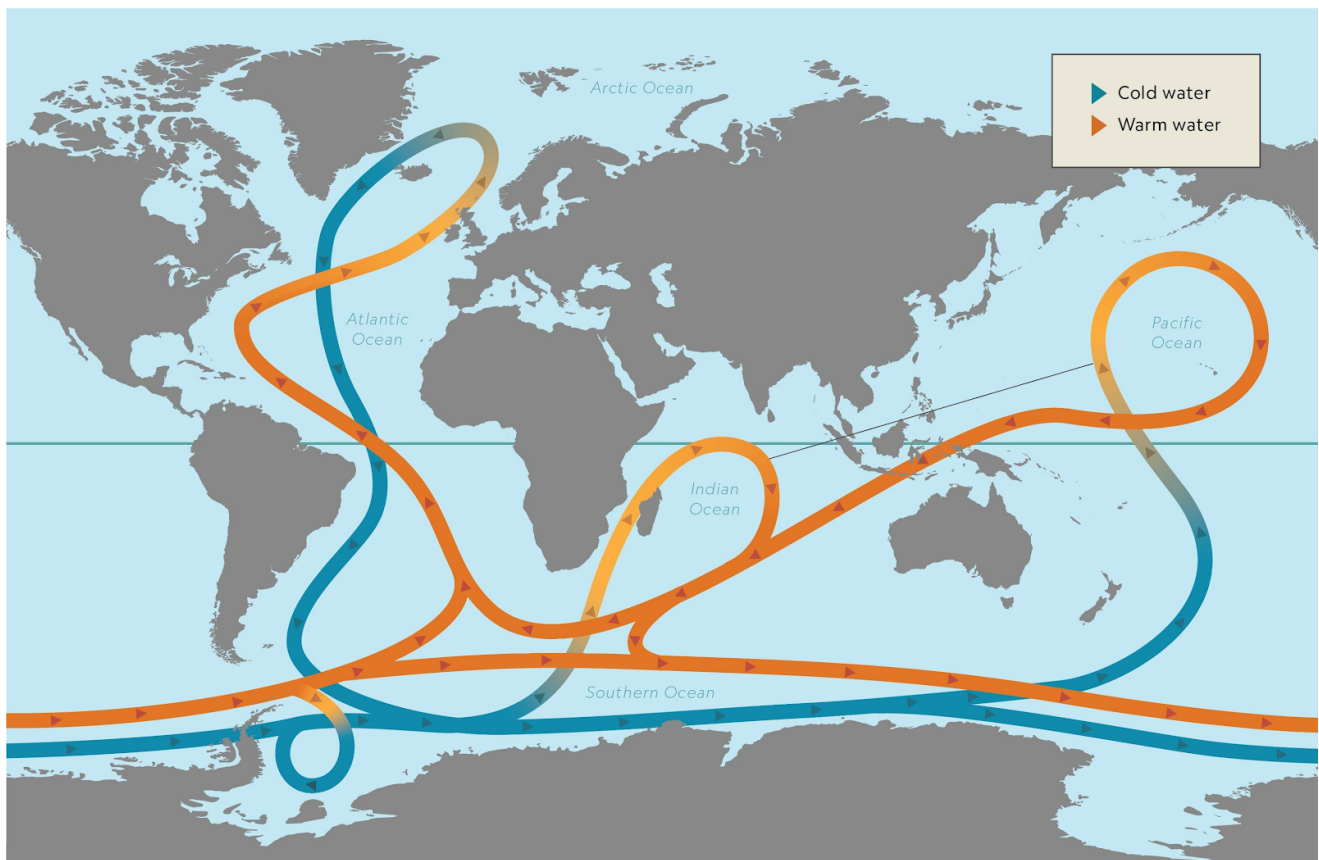 Arctic Ocean
Cold water
Warm water
Atlantic
Ocean
Pacific
Ocean
Indian
Ocean
Southern Ocean